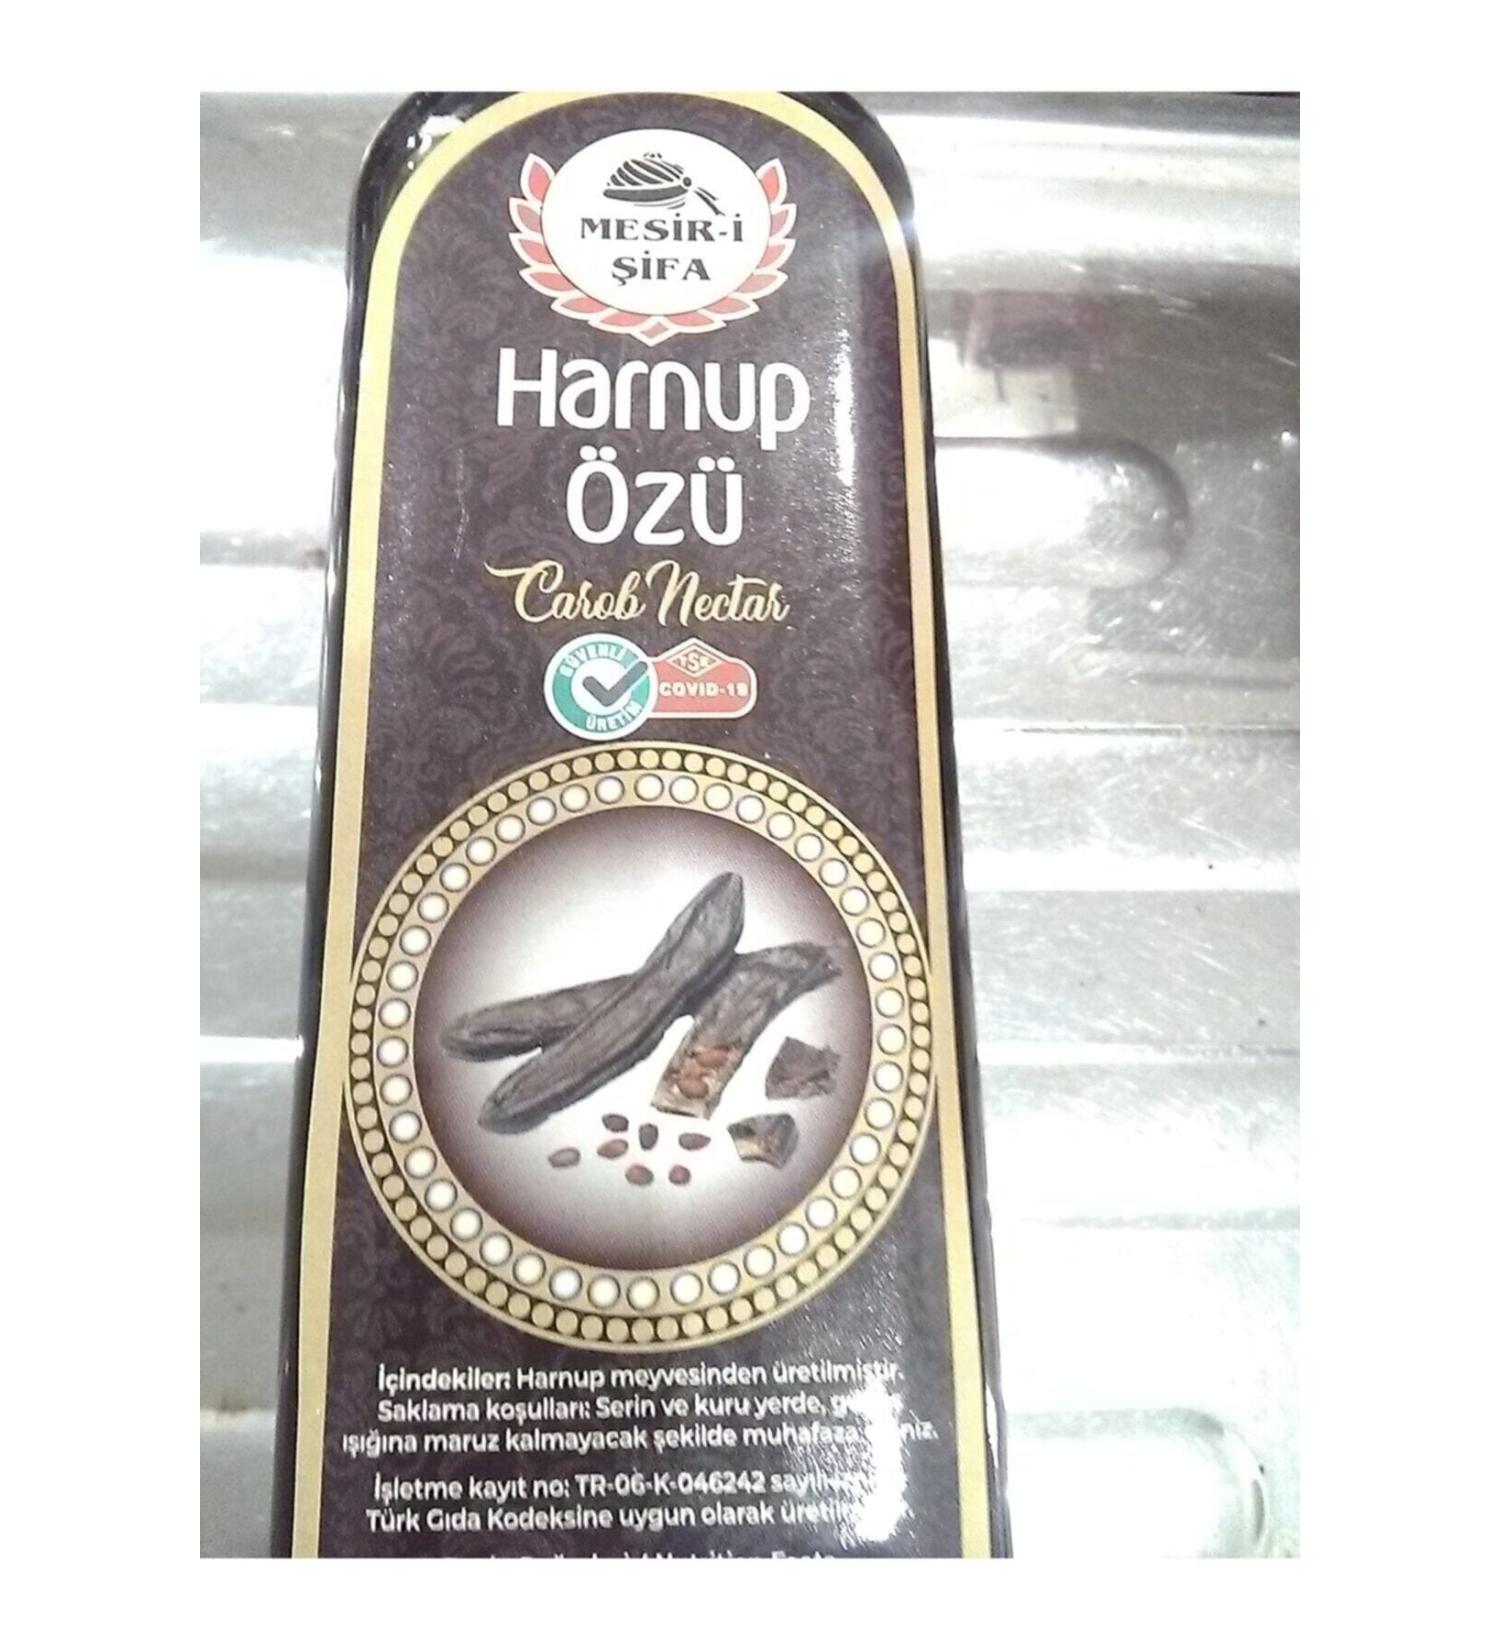 MESİR-İ
ŞİFA
Harnup
ÖZÜ
Carob Nectar
GÜVENLİ
ÜRETİM
TSE
COVID-19
İçindekiler: Harnup meyvesinden üretilmiştir.
Saklama koşulları: Serin ve kuru yerde,
ışığına maruz kalmayacak şekilde muhafaza
İşletme kayıt no: TR-06-K-046242
Türk Gıda Kodeksine uygun olarak